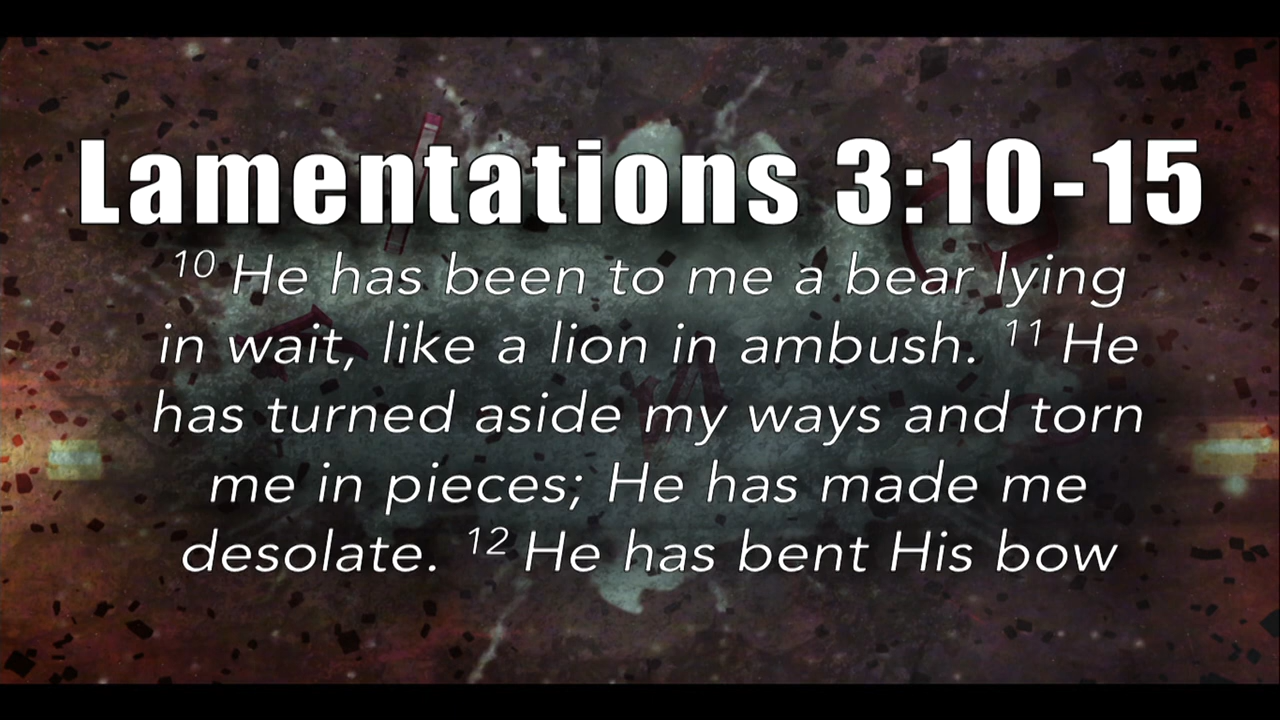 Lamentations 3:10-15
10 He has been to me a bear lying
in wait, like a lion in ambush. 11 He
has turned aside my ways and torn
me in pieces; He has made me
desolate. 12 He has bent His bow